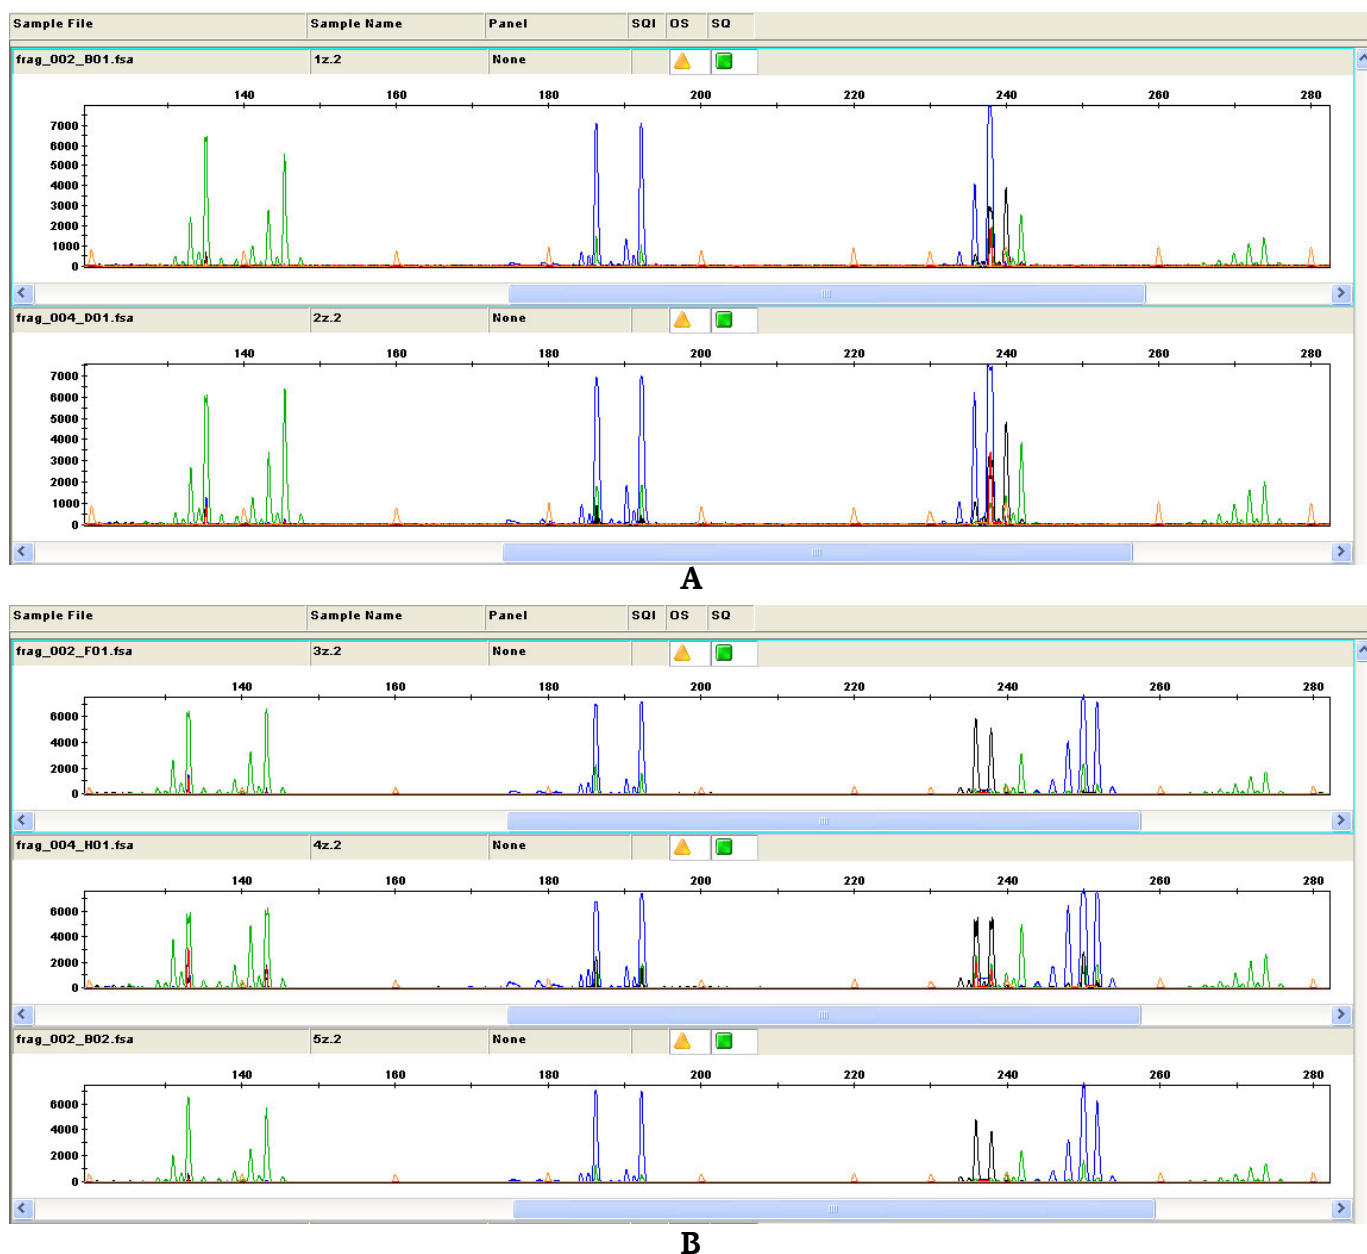 Sample File Sample Name Panel SQI OS SQ
frag_002_B01.fsa 1z.2 None
140 160 180 200 220 240 260 280
7000
6000
5000
4000
3000
2000
1000
0
frag_004_D01.fsa 2z.2 None
140 160 180 200 220 240 260 280
7000
6000
5000
4000
3000
2000
1000
0
A
Sample File Sample Name Panel SQI OS SQ
frag_002_F01.fsa 3z.2 None
140 160 180 200 220 240 260 280
6000
4000
2000
0
frag_004_H01.fsa 4z.2 None
140 160 180 200 220 240 260 280
6000
4000
2000
0
frag_002_B02.fsa 5z.2 None
140 160 180 200 220 240 260 280
6000
4000
2000
0
B